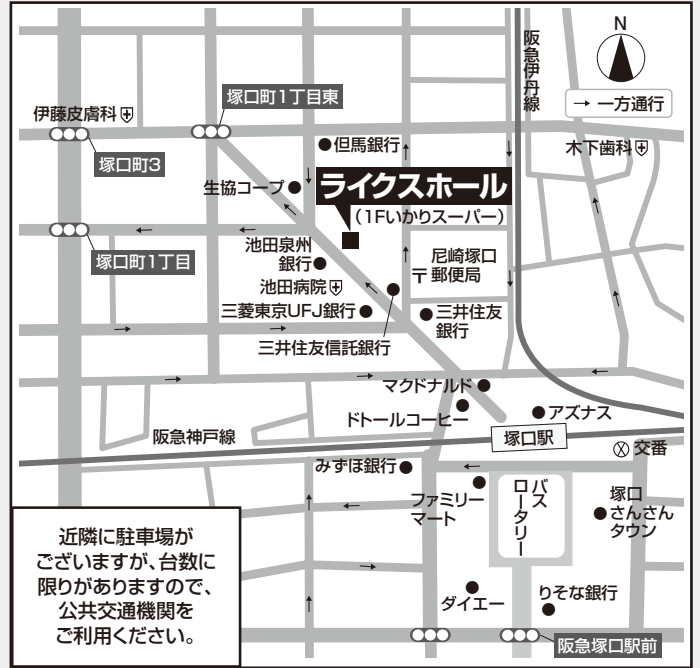 N
→ 一方通行
阪急伊丹線
塚口町1丁目東
伊藤皮膚科
塚口町3
但馬銀行
木下歯科
生協コープ
ライクスホール
(1Fいかりスーパー)
塚口町1丁目
池田泉州
銀行
尼崎塚口
〒郵便局
池田病院
三菱東京UFJ銀行
三井住友
銀行
三井住友信託銀行
マクドナルド
ドトールコーヒー
アズナス
阪急神戸線
塚口駅
交番
みずほ銀行
ファミリー
マート
バス
ロータリー
塚口
さんさん
タウン
ダイエー
りそな銀行
阪急塚口駅前
近隣に駐車場が
ございますが、台数に
限りがありますので、
公共交通機関を
ご利用ください。